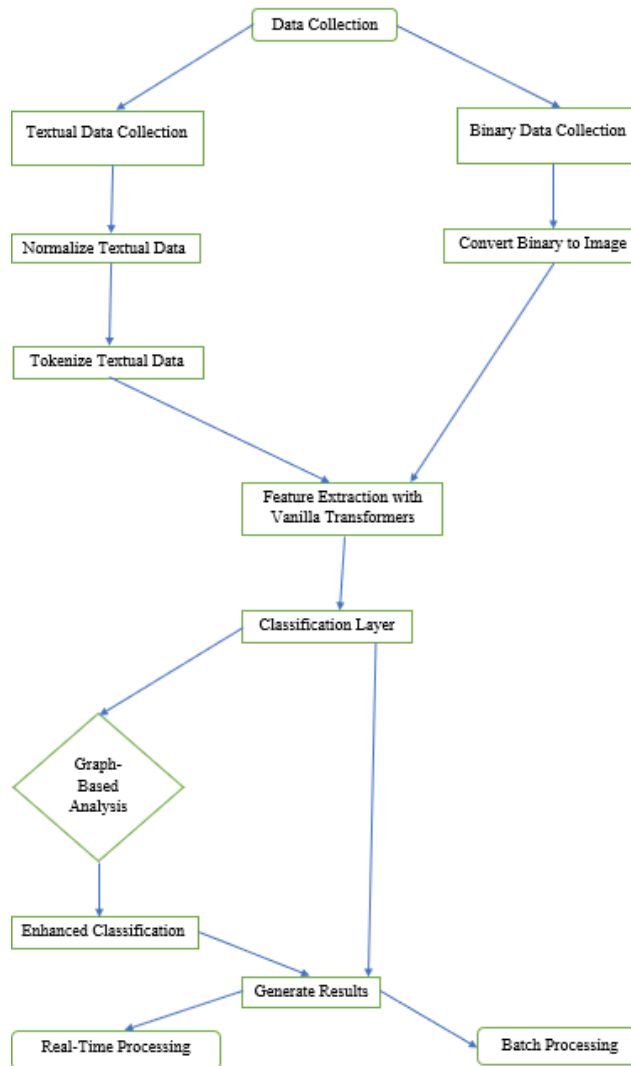 Data Collection
Textual Data Collection
Binary Data Collection
Normalize Textual Data
Convert Binary to Image
Tokenize Textual Data
Feature Extraction with
Vanilla Transformers
Classification Layer
Graph-
Based
Analysis
Enhanced Classification
Generate Results
Real-Time Processing
Batch Processing